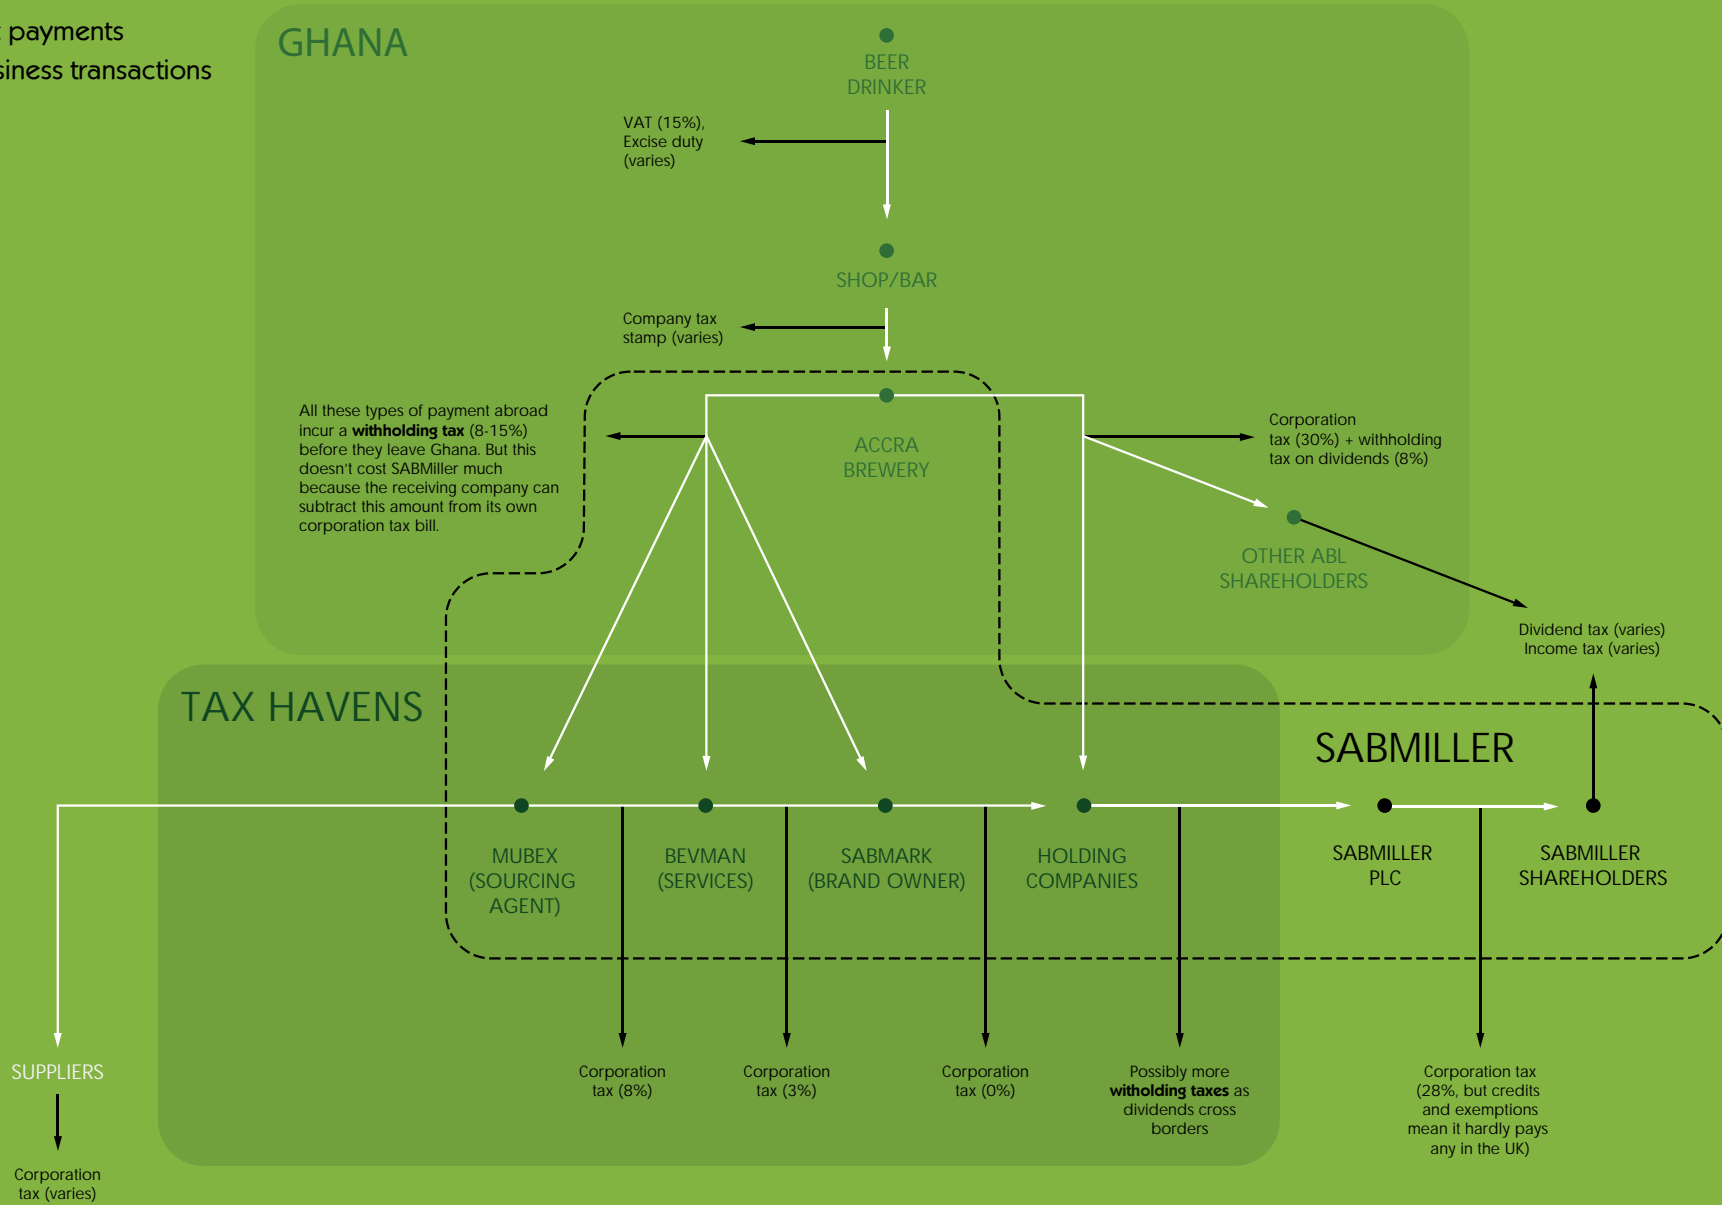 payments
siness transactions
GHANA
BEER
DRINKER
VAT (15%),
Excise duty
(varies)
SHOP/BAR
Company tax
stamp (varies)
All these types of payment abroad
incur a withholding tax (8-15%)
before they leave Ghana. But this
doesn't cost SABMiller much
because the receiving company can
subtract this amount from its own
corporation tax bill.
ACCRA
BREWERY
Corporation
tax (30%) + withholding
tax on dividends (8%)
OTHER ABL
SHAREHOLDERS
Dividend tax (varies)
Income tax (varies)
TAX HAVENS
SABMILLER
MUBEX
(SOURCING
AGENT)
BEVMAN
(SERVICES)
SABMARK
(BRAND OWNER)
HOLDING
COMPANIES
SABMILLER
PLC
SABMILLER
SHAREHOLDERS
SUPPLIERS
Corporation
tax (8%)
Corporation
tax (3%)
Corporation
tax (0%)
Possibly more
witholding taxes as
dividends cross
borders
Corporation tax
(28%, but credits
and exemptions
mean it hardly pays
any in the UK)
Corporation
tax (varies)